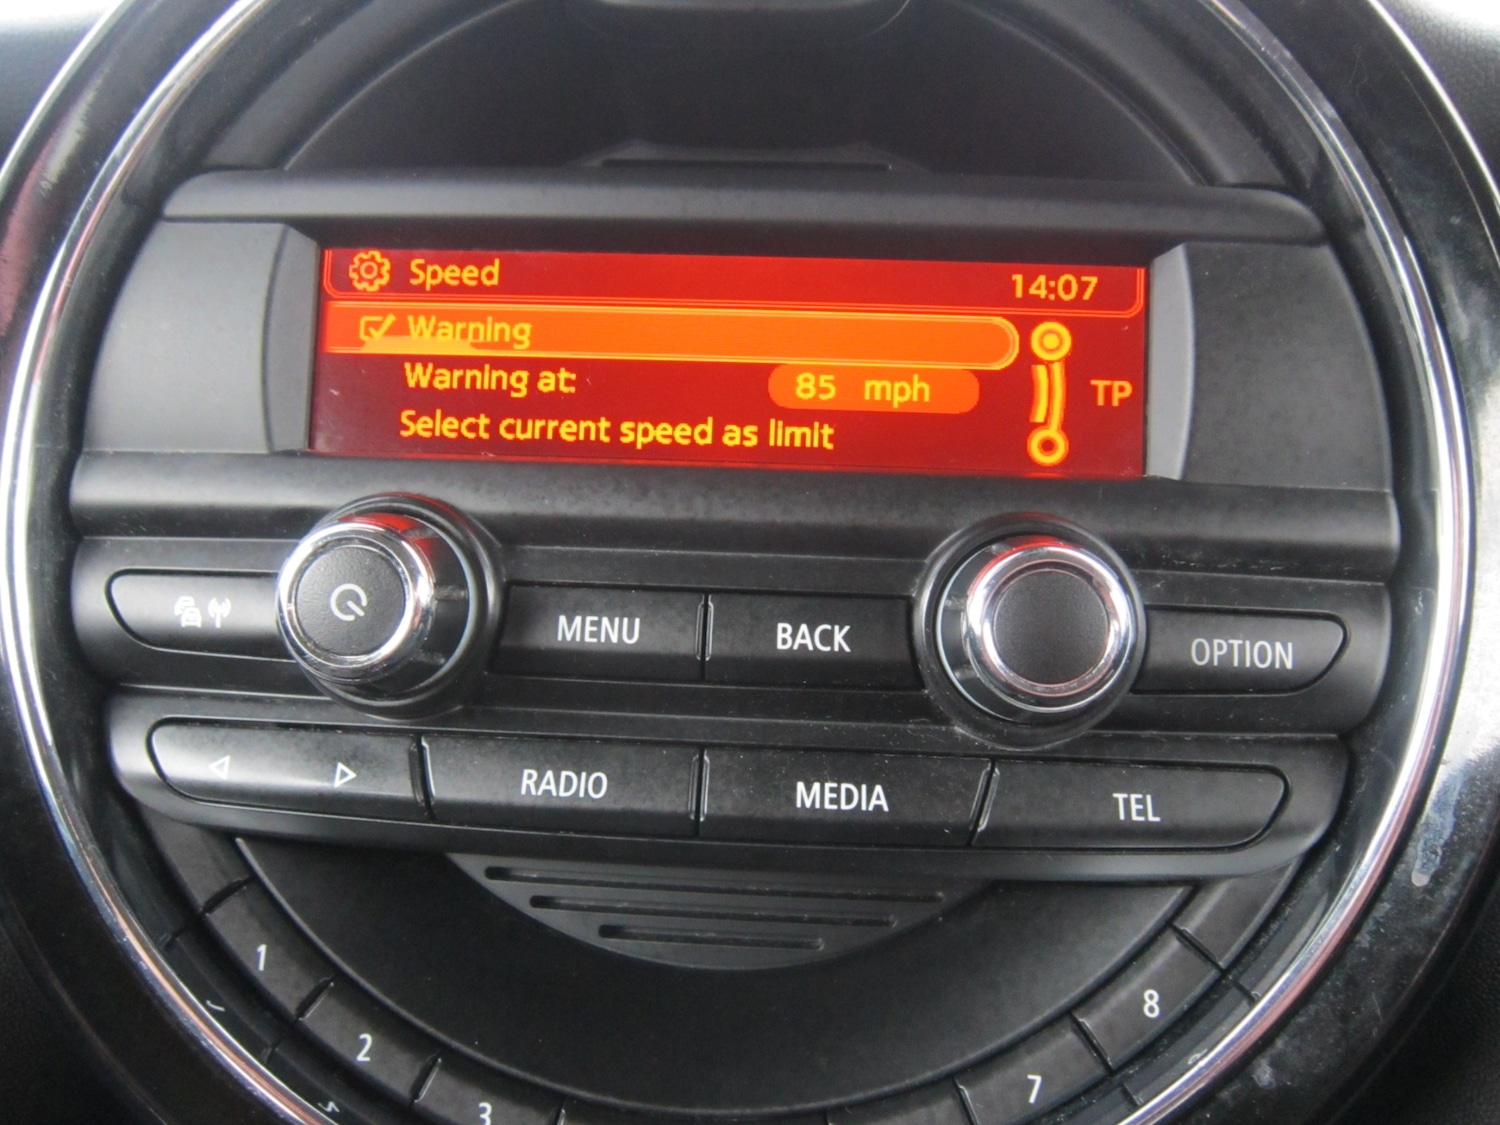 Speed 14:07
Warning
Warning at: 85 mph TP
Select current speed as limit
MENU BACK OPTION
RADIO MEDIA TEL
1
2
3
7
8